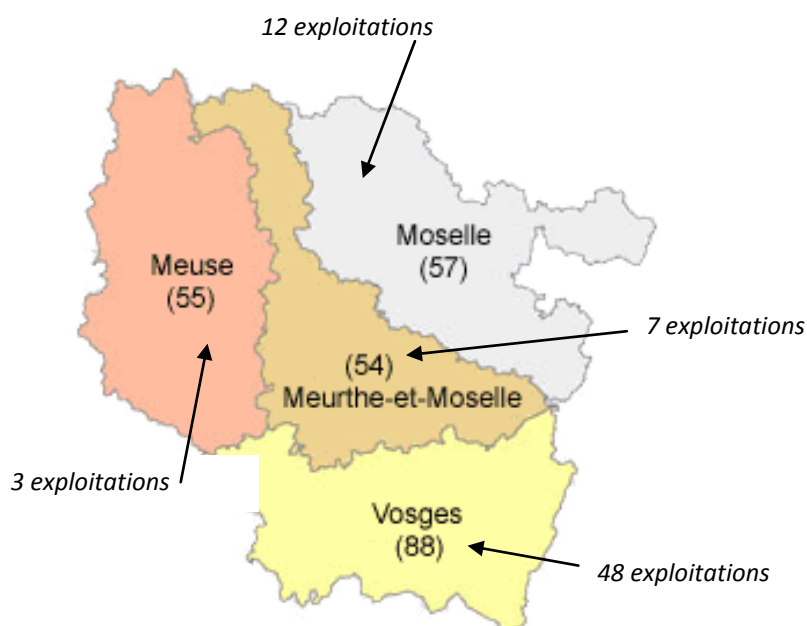 12 exploitations
Moselle
(57)
Meuse
(55)
7 exploitations
(54)
Meurthe-et-Moselle
3 exploitations
Vosges
(88)
48 exploitations